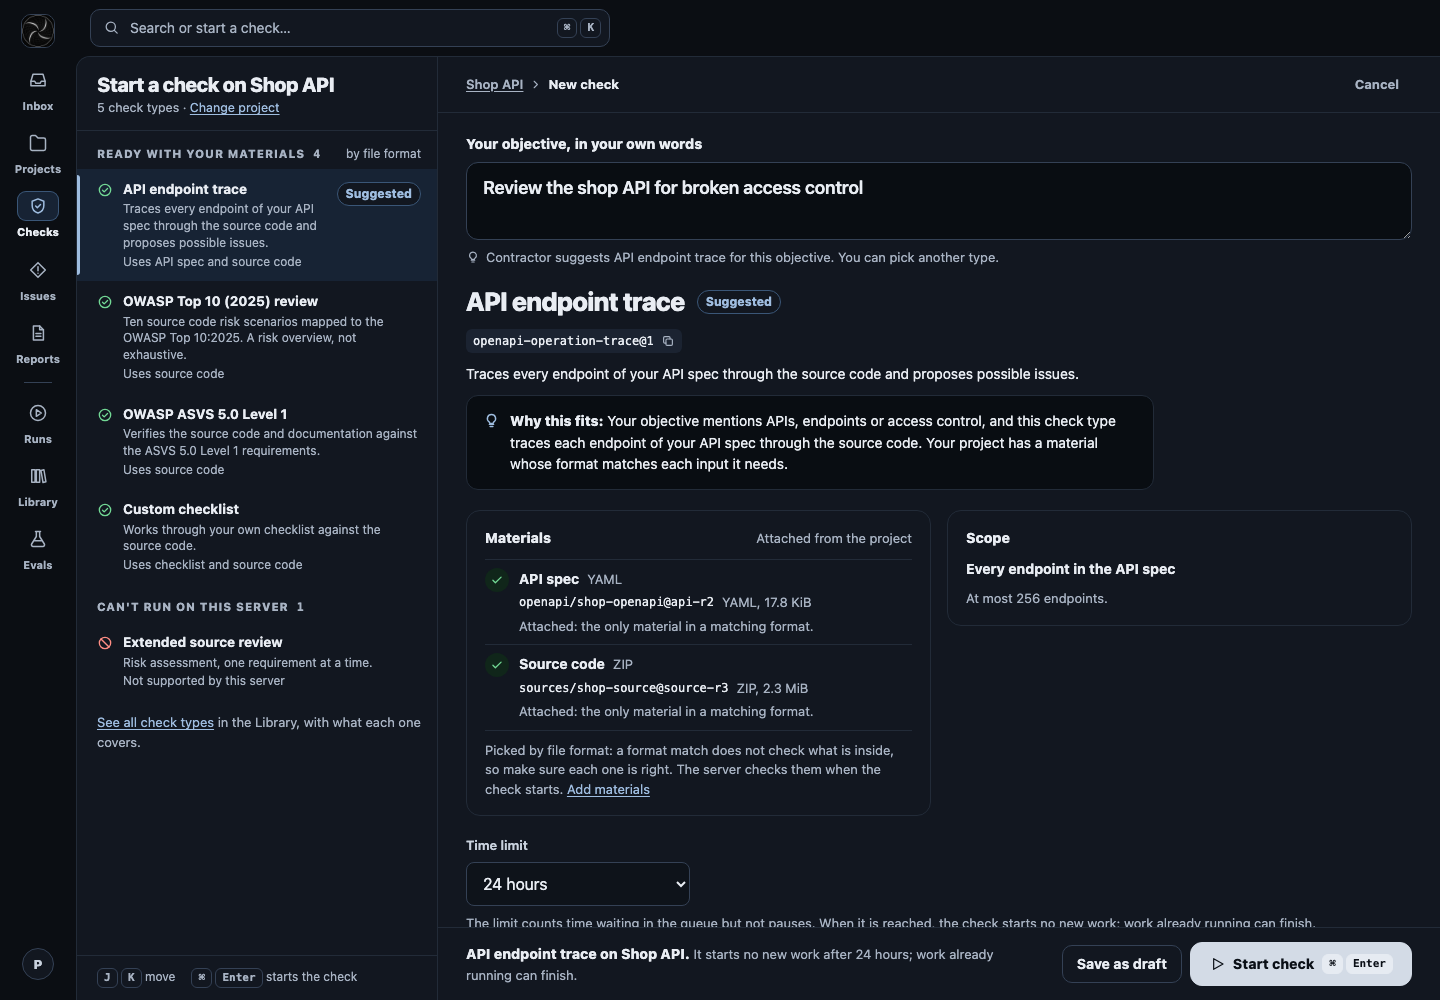 Search or start a check...
⌘ K
Inbox
Projects
Checks
Issues
Reports
Runs
Library
Evals
P
Start a check on Shop API
5 check types · Change project
READY WITH YOUR MATERIALS 4 by file format
API endpoint trace Suggested
Traces every endpoint of your API
spec through the source code and
proposes possible issues.
Uses API spec and source code
OWASP Top 10 (2025) review
Ten source code risk scenarios mapped to the
OWASP Top 10:2025. A risk overview, not
exhaustive.
Uses source code
OWASP ASVS 5.0 Level 1
Verifies the source code and documentation against
the ASVS 5.0 Level 1 requirements.
Uses source code
Custom checklist
Works through your own checklist against the
source code.
Uses checklist and source code
CAN'T RUN ON THIS SERVER 1
Extended source review
Risk assessment, one requirement at a time.
Not supported by this server
See all check types in the Library, with what each one
covers.
J K move ⌘ Enter starts the check
Shop API > New check
Cancel
Your objective, in your own words
Review the shop API for broken access control
Contractor suggests API endpoint trace for this objective. You can pick another type.
API endpoint trace Suggested
openapi-operation-trace@1
Traces every endpoint of your API spec through the source code and proposes possible issues.
Why this fits: Your objective mentions APIs, endpoints or access control, and this check type
traces each endpoint of your API spec through the source code. Your project has a material
whose format matches each input it needs.
Materials Attached from the project
API spec YAML
openapi/shop-openapi@api-r2 YAML, 17.8 KiB
Attached: the only material in a matching format.
Source code ZIP
sources/shop-source@source-r3 ZIP, 2.3 MiB
Attached: the only material in a matching format.
Picked by file format: a format match does not check what is inside,
so make sure each one is right. The server checks them when the
check starts. Add materials
Scope
Every endpoint in the API spec
At most 256 endpoints.
Time limit
24 hours
The limit counts time waiting in the queue but not pauses. When it is reached, the check starts no new work; work already running can finish.
API endpoint trace on Shop API. It starts no new work after 24 hours; work already
running can finish.
Save as draft
Start check ⌘ Enter